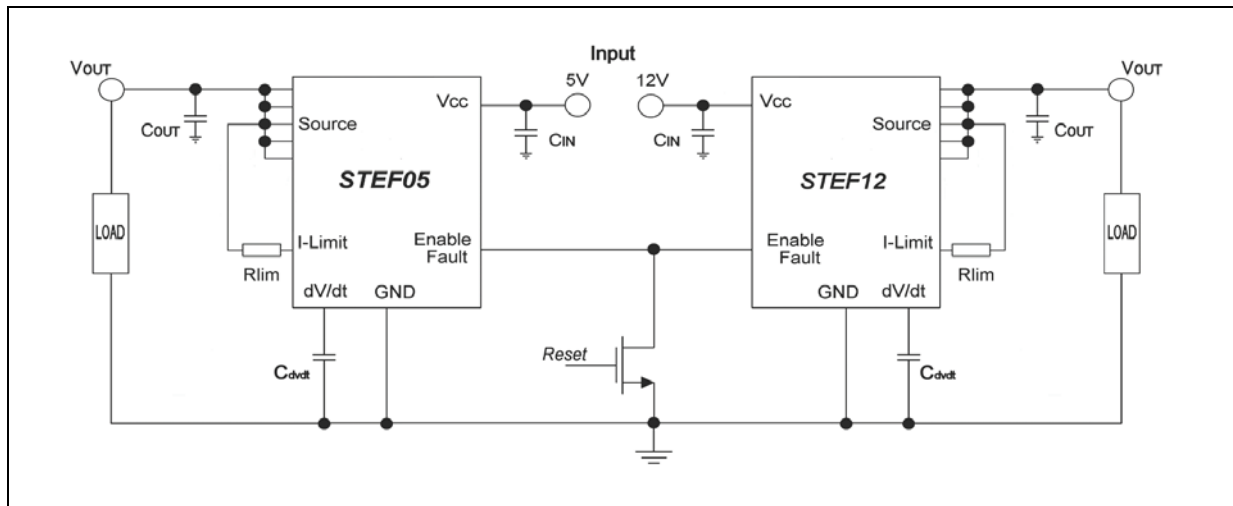 Input
VOUT
5V
12V
VOUT
Vcc
Vcc
COUT
Source
CIN
CIN
Source
COUT
STEF05
STEF12
LOAD
LOAD
I-Limit
Enable
Fault
Enable
Fault
I-Limit
Rlim
Rlim
dV/dt
GND
GND
dV/dt
Reset
Cdvdt
Cdvdt